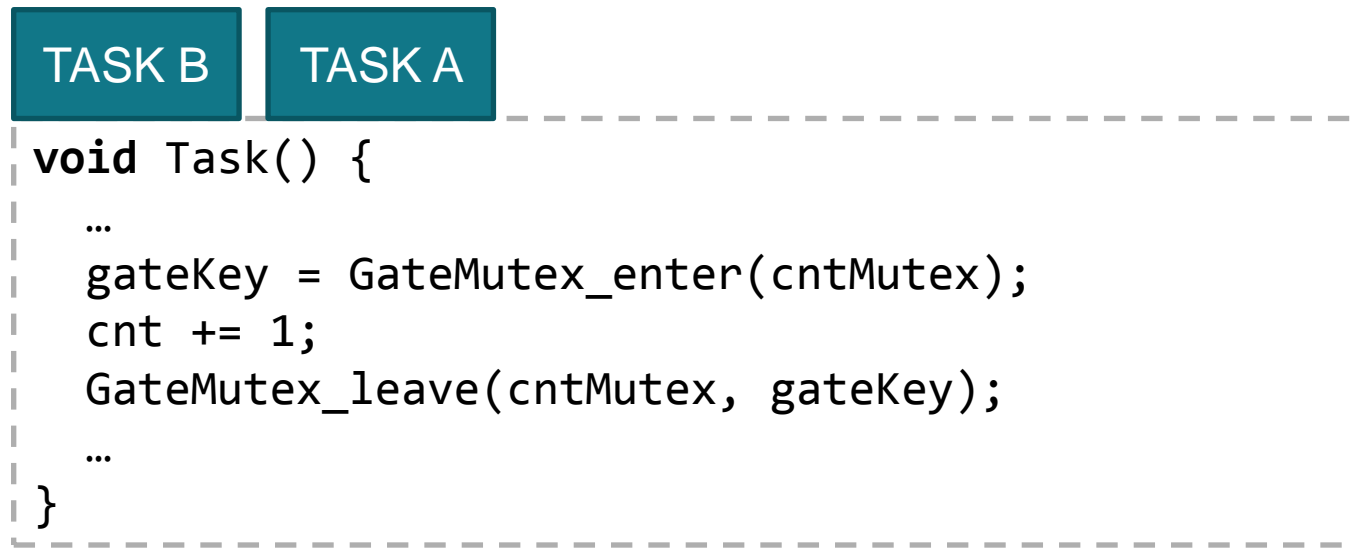 TASK B TASK A
void Task() {
…
gateKey = GateMutex_enter(cntMutex);
cnt += 1;
GateMutex_leave(cntMutex, gateKey);
…
}